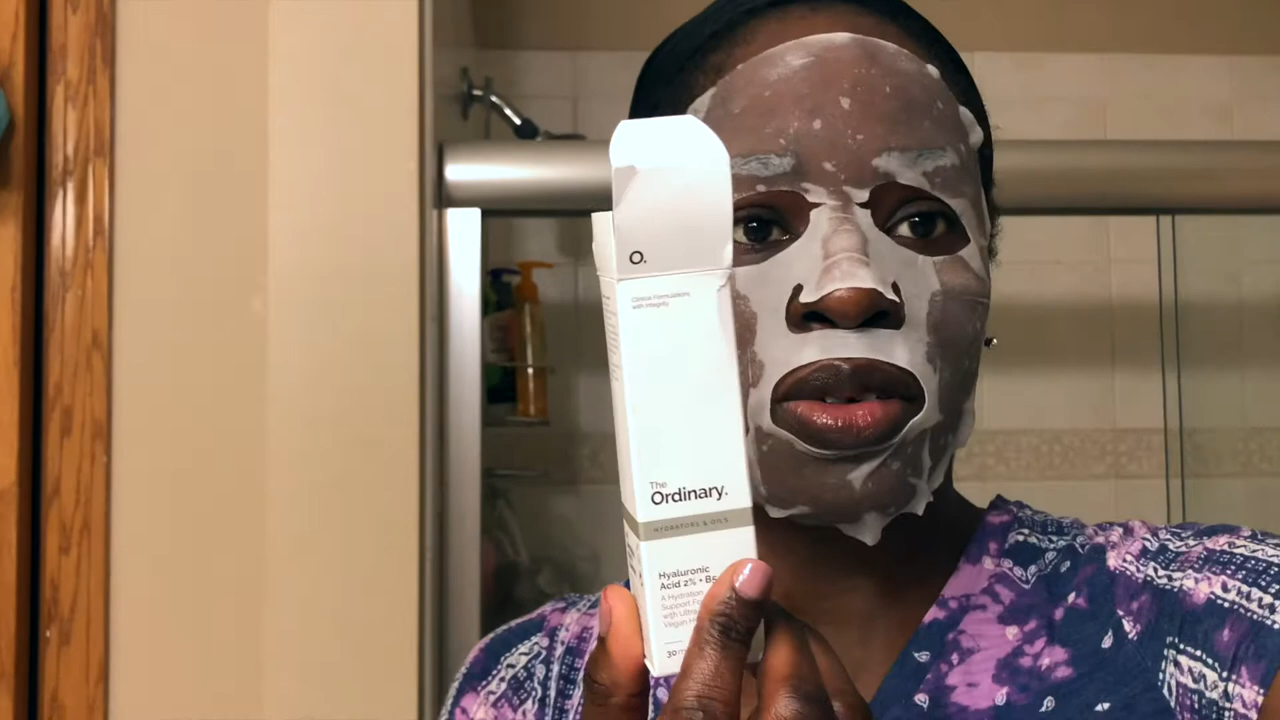 O.
Clinical Formulations
with Integrity.
The
Ordinary.
HYDRATORS & OILS
Hyaluronic
Acid 2% + B5
A Hydration
Support
with Ultra
Vegan
30